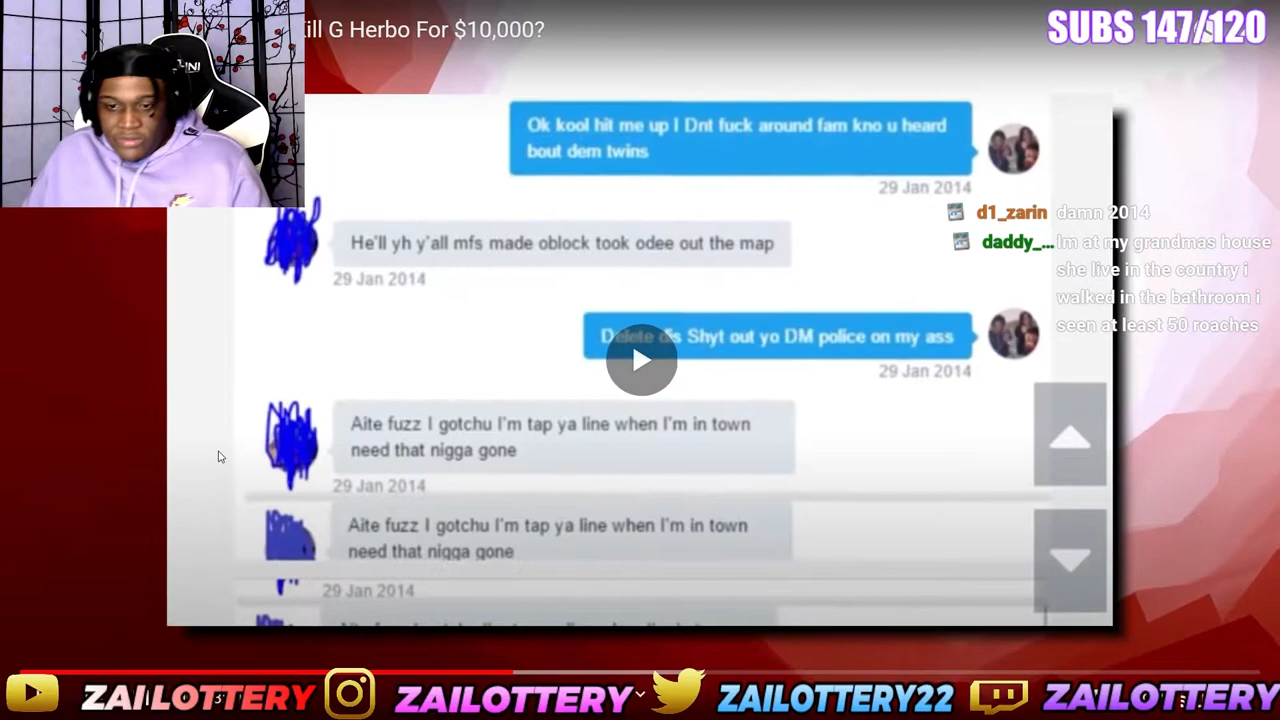 ill G Herbo For $10,000?
SUBS 147/120
Ok kool hit me up I Dnt fuck around fam kno u heard
bout dem twins
29 Jan 2014
d1_zarin damn 2014
daddy_... Im at my grandmas house
she live in the country i
walked in the bathroom i
seen at least 50 roaches
He'll yh y'all mfs made oblock took odee out the map
29 Jan 2014
Delete dis Shyt out yo DM police on my ass
29 Jan 2014
Aite fuzz I gotchu I'm tap ya line when I'm in town
need that nigga gone
29 Jan 2014
Aite fuzz I gotchu I'm tap ya line when I'm in town
need that nigga gone
29 Jan 2014
ZAILOTTERY
ZAILOTTERY
ZAILOTTERY22
ZAILOTTERY